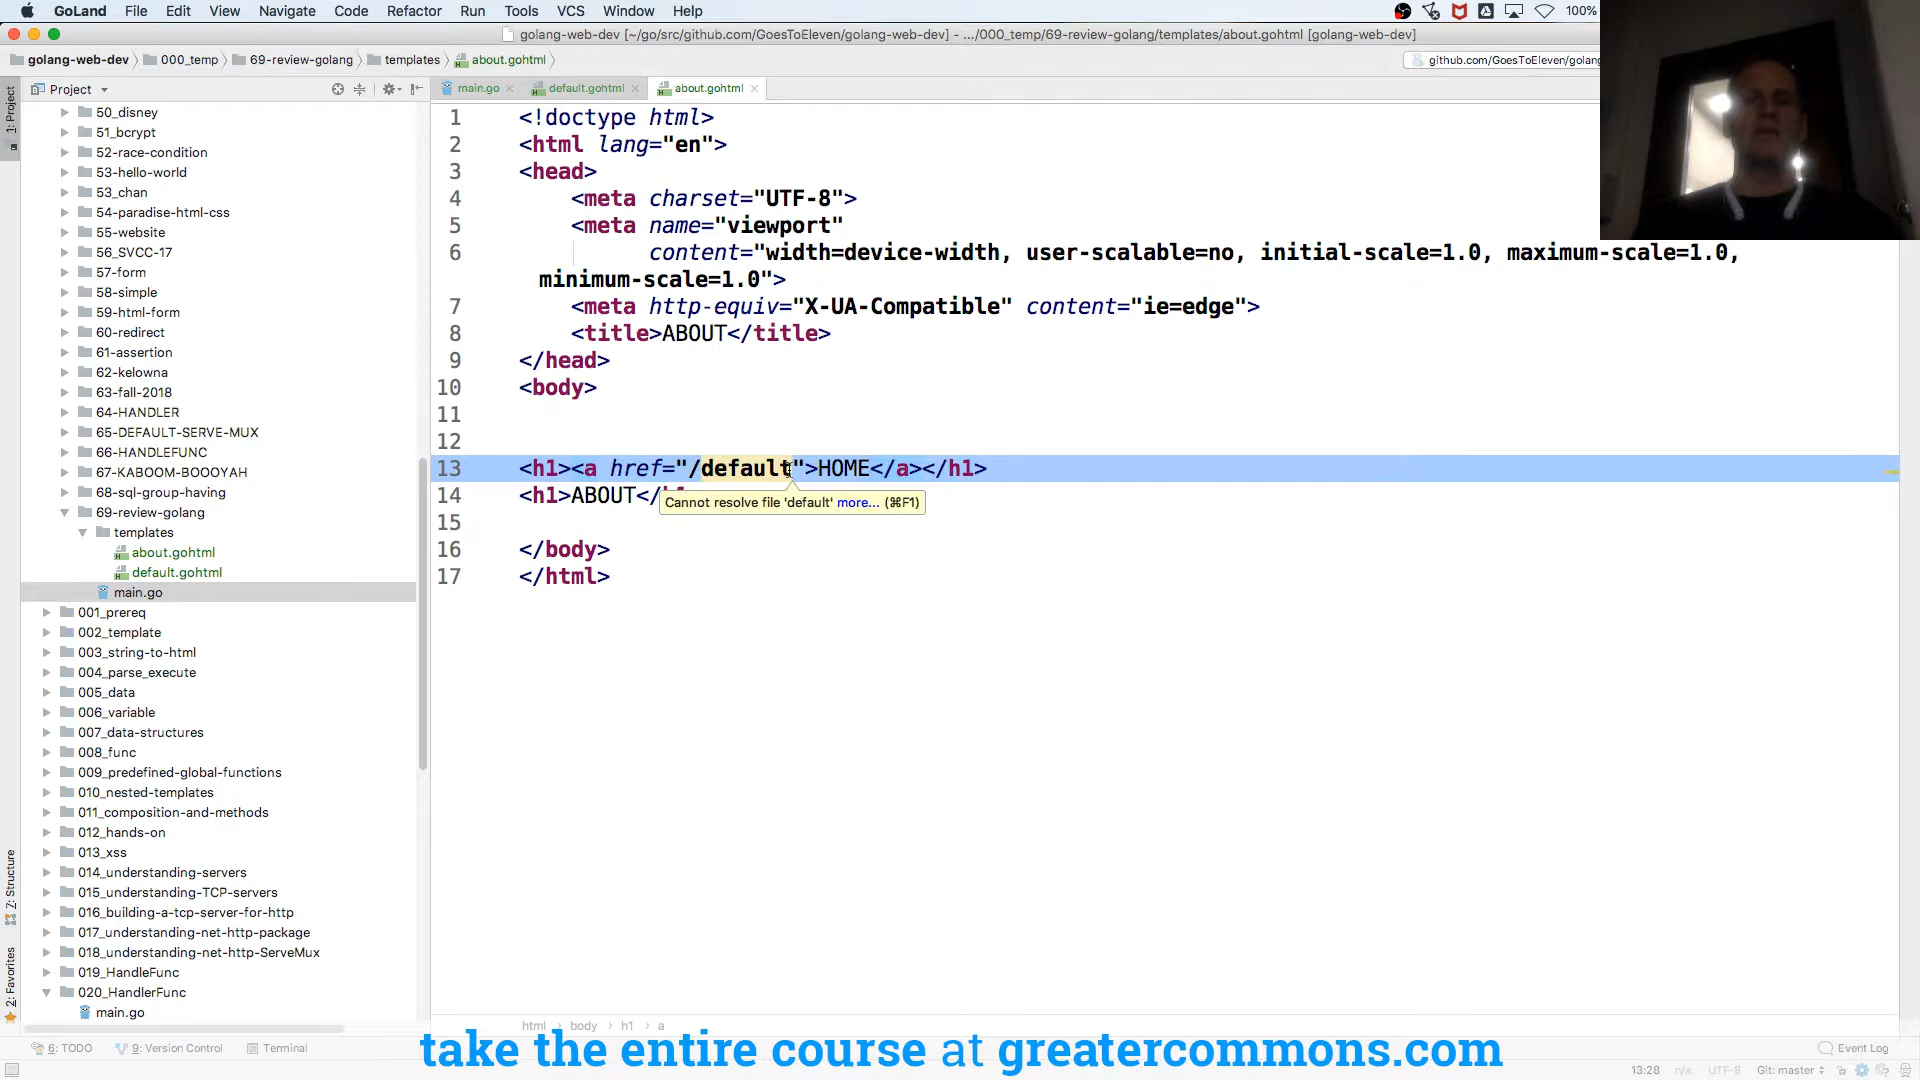 GoLand File Edit View Navigate Code Refactor Run Tools VCS Window Help 100%
golang-web-dev [~/go/src/github.com/GoesToEleven/golang-web-dev] - .../000_temp/69-review-golang/templates/about.gohtml [golang-web-dev]
golang-web-dev 000_temp 69-review-golang templates about.gohtml github.com/GoesToEleven/golang
Project main.go default.gohtml about.gohtml
1: Project
50_disney
51_bcrypt
52-race-condition
53-hello-world
53_chan
54-paradise-html-css
55-website
56_SVCC-17
57-form
58-simple
59-html-form
60-redirect
61-assertion
62-kelowna
63-fall-2018
64-HANDLER
65-DEFAULT-SERVE-MUX
66-HANDLEFUNC
67-KABOOM-BOOOYAH
68-sql-group-having
69-review-golang
templates
about.gohtml
default.gohtml
main.go
001_prereq
002_template
003_string-to-html
004_parse_execute
005_data
006_variable
007_data-structures
008_func
009_predefined-global-functions
010_nested-templates
011_composition-and-methods
012_hands-on
013_xss
014_understanding-servers
015_understanding-TCP-servers
016_building-a-tcp-server-for-http
017_understanding-net-http-package
018_understanding-net-http-ServeMux
019_HandleFunc
020_HandlerFunc
main.go
7: Structure
2: Favorites
1 <!doctype html>
2 <html lang="en">
3 <head>
4 <meta charset="UTF-8">
5 <meta name="viewport"
6 content="width=device-width, user-scalable=no, initial-scale=1.0, maximum-scale=1.0,
minimum-scale=1.0">
7 <meta http-equiv="X-UA-Compatible" content="ie=edge">
8 <title>ABOUT</title>
9 </head>
10 <body>
11
12
13 <h1><a href="/default">HOME</a></h1>
14 <h1>ABOUT</h1>
Cannot resolve file 'default' more... (⌘F1)
15
16 </body>
17 </html>
html body h1 a
6: TODO 9: Version Control Terminal Event Log
take the entire course at greatercommons.com
13:28 n/a UTF-8 Git: master